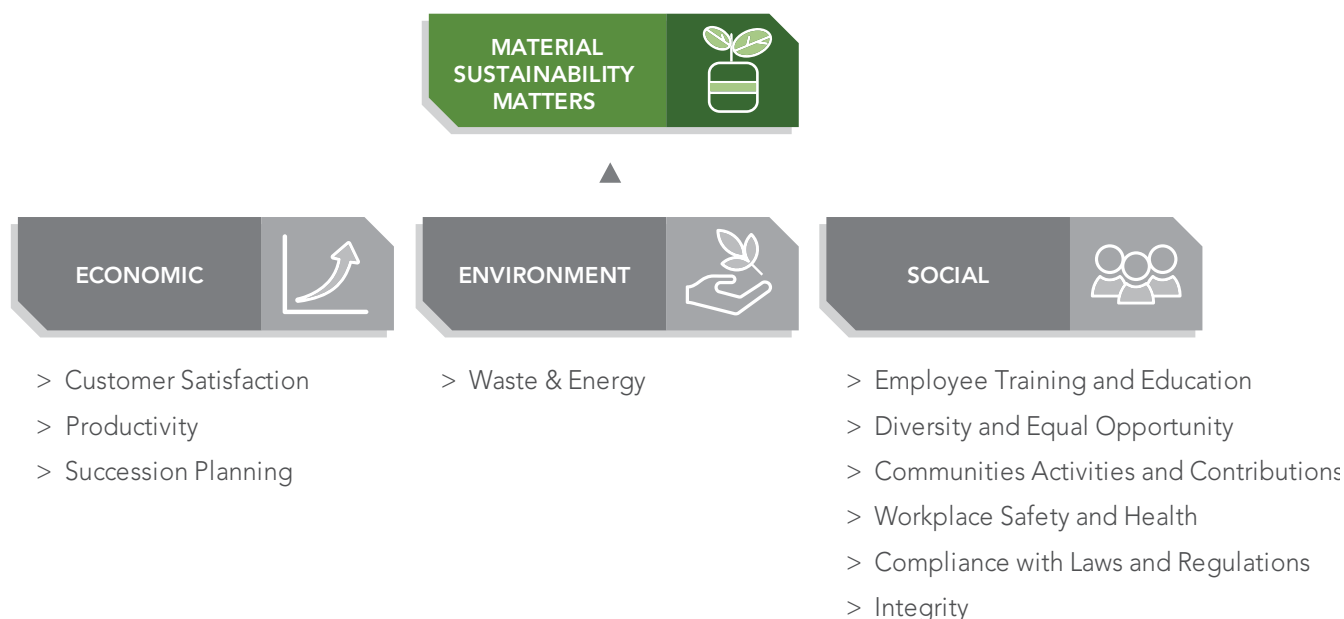 MATERIAL
SUSTAINABILITY
MATTERS
ECONOMIC
> Customer Satisfaction
> Productivity
> Succession Planning
ENVIRONMENT
> Waste & Energy
SOCIAL
> Employee Training and Education
> Diversity and Equal Opportunity
> Communities Activities and Contributions
> Workplace Safety and Health
> Compliance with Laws and Regulations
> Integrity